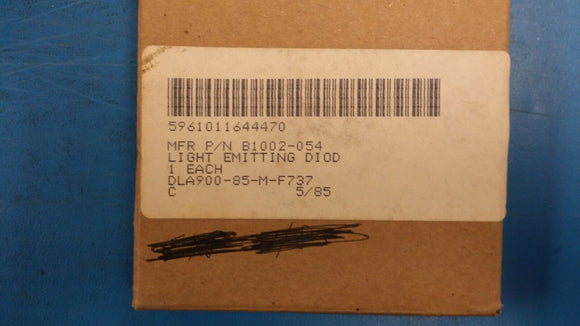 5961011644470
MFR P/N B1002-054
LIGHT EMITTING DIOD
1 EACH
DLA900-85-M-F737
C 5/85